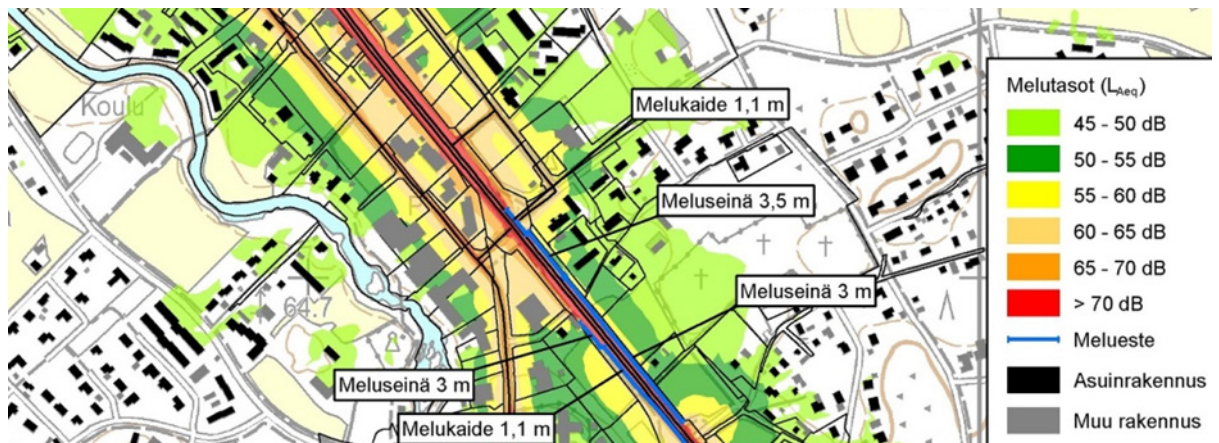 Koulu
64.7
Melukaide 1,1 m
Meluseinä 3,5 m
Meluseinä 3 m
Meluseinä 3 m
Melukaide 1,1 m
Melutasot (LAeq)
45 - 50 dB
50 - 55 dB
55 - 60 dB
60 - 65 dB
65 - 70 dB
> 70 dB
Melueste
Asuinrakennus
Muu rakennus